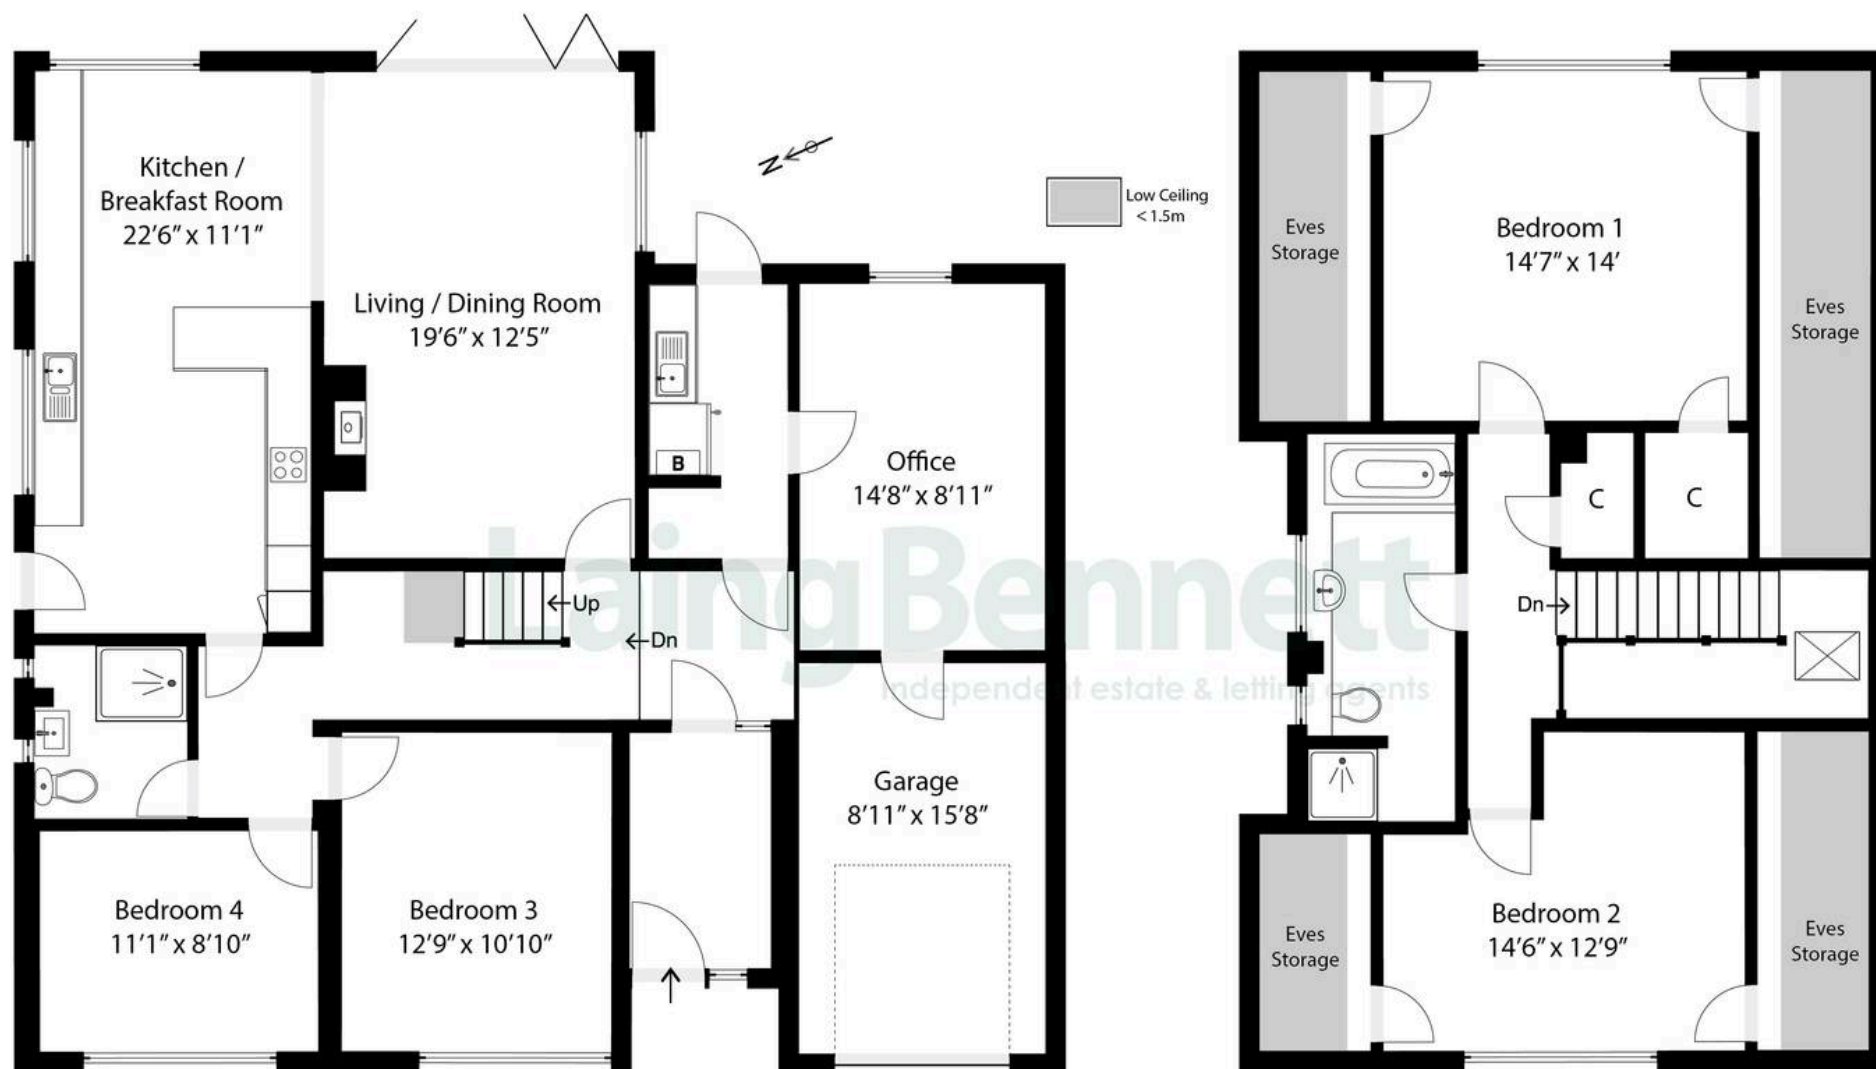 Kitchen /
Breakfast Room
22'6" x 11'1"
Living / Dining Room
19'6" x 12'5"
N
Low Ceiling
< 1.5m
B
Office
14'8" x 8'11"
Up
Dn
Garage
8'11" x 15'8"
Bedroom 4
11'1" x 8'10"
Bedroom 3
12'9" x 10'10"
Eves
Storage
Bedroom 1
14'7" x 14'
Eves
Storage
C
C
Dn
Bedroom 2
14'6" x 12'9"
Eves
Storage
Eves
Storage
Laing Bennett
independent estate & letting agents